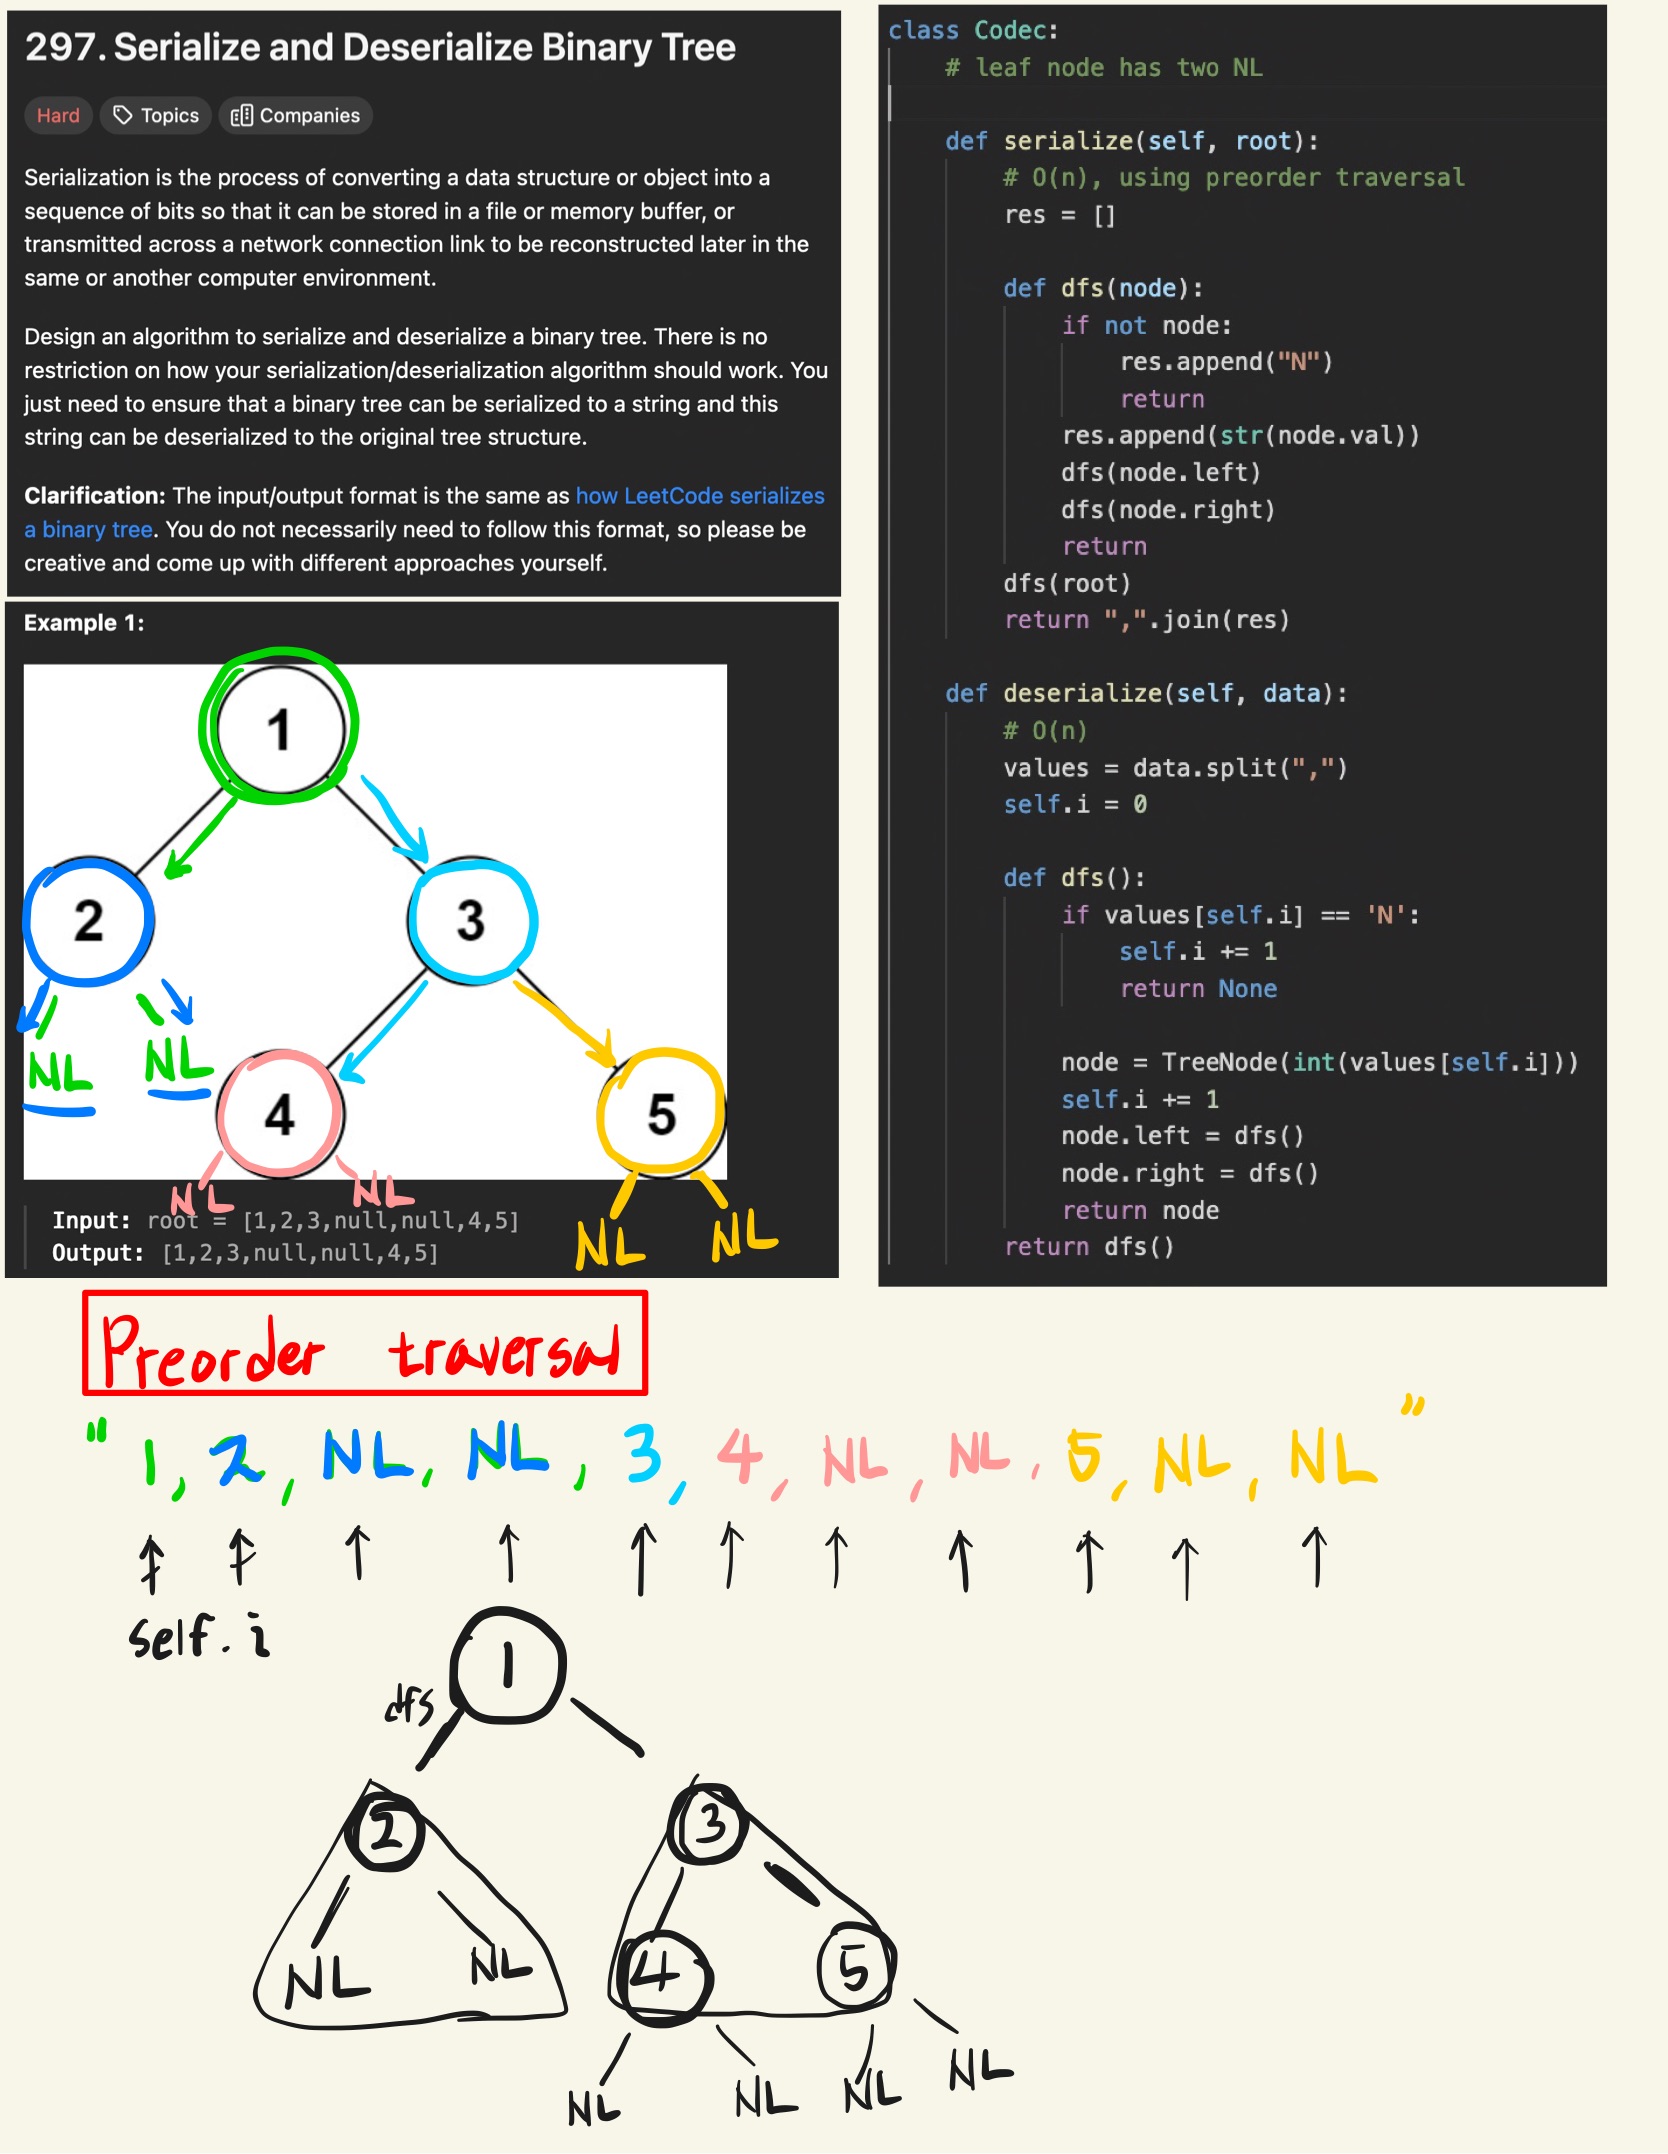 297. Serialize and Deserialize Binary Tree
Hard Topics Companies
Serialization is the process of converting a data structure or object into a
sequence of bits so that it can be stored in a file or memory buffer, or
transmitted across a network connection link to be reconstructed later in the
same or another computer environment.
Design an algorithm to serialize and deserialize a binary tree. There is no
restriction on how your serialization/deserialization algorithm should work. You
just need to ensure that a binary tree can be serialized to a string and this
string can be deserialized to the original tree structure.
Clarification: The input/output format is the same as how LeetCode serializes
a binary tree. You do not necessarily need to follow this format, so please be
creative and come up with different approaches yourself.
Example 1:
1
2 3
NL NL
4 5
NL NL
NL NL
Input: root = [1,2,3,null,null,4,5]
Output: [1,2,3,null,null,4,5]
class Codec:
    # leaf node has two NL
    def serialize(self, root):
        # O(n), using preorder traversal
        res = []
        def dfs(node):
            if not node:
                res.append("N")
                return
            res.append(str(node.val))
            dfs(node.left)
            dfs(node.right)
            return
        dfs(root)
        return ",".join(res)
    def deserialize(self, data):
        # O(n)
        values = data.split(",")
        self.i = 0
        def dfs():
            if values[self.i] == 'N':
                self.i += 1
                return None
            node = TreeNode(int(values[self.i]))
            self.i += 1
            node.left = dfs()
            node.right = dfs()
            return node
        return dfs()
Preorder traversal
" 1, 2, NL, NL, 3, 4, NL, NL, 5, NL, NL "
self.i
1
dfs
2 3
NL NL 4 5
NL NL NL NL